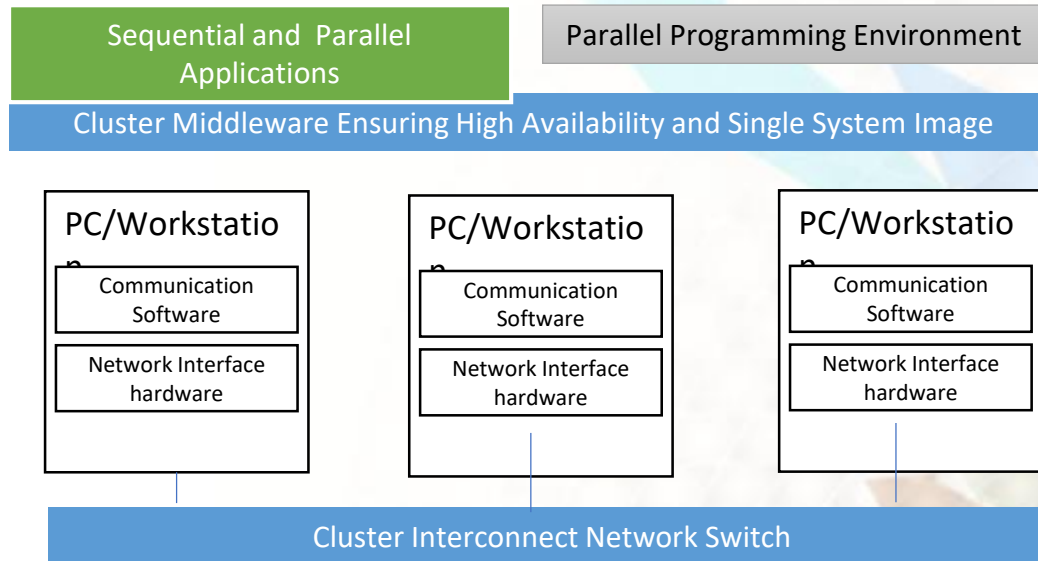 Sequential and Parallel
Applications
Parallel Programming Environment
Cluster Middleware Ensuring High Availability and Single System Image
PC/Workstatio
n
Communication
Software
Network Interface
hardware
PC/Workstatio
n
Communication
Software
Network Interface
hardware
PC/Workstatio
n
Communication
Software
Network Interface
hardware
Cluster Interconnect Network Switch